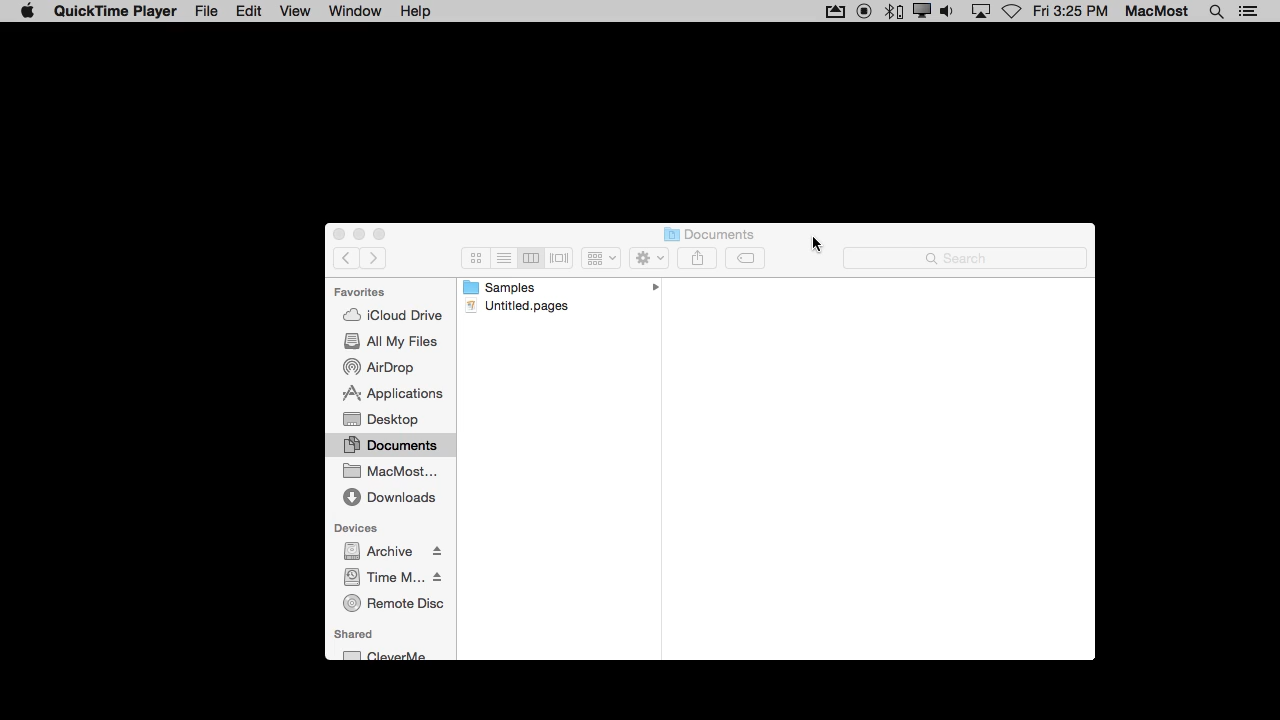 QuickTime Player File Edit View Window Help Fri 3:25 PM MacMost
Documents
Search
Favorites
iCloud Drive
All My Files
AirDrop
Applications
Desktop
Documents
MacMost...
Downloads
Devices
Archive
Time M...
Remote Disc
Shared
CleverMe
Samples
Untitled.pages